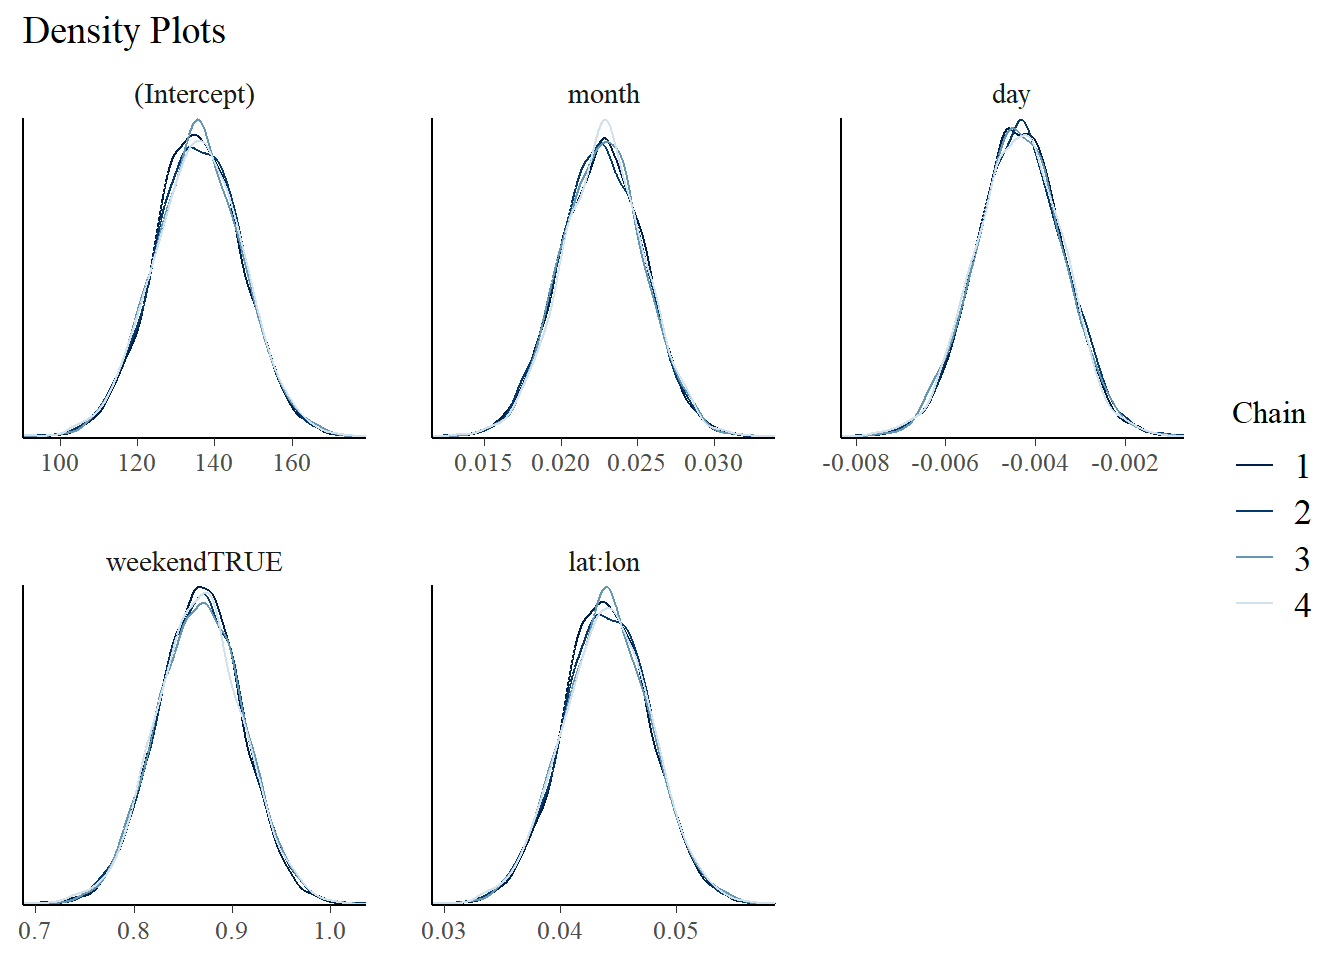 Density Plots
(Intercept)
month
day
100 120 140 160
0.015 0.020 0.025 0.030
-0.008 -0.006 -0.004 -0.002
Chain
1
2
3
4
weekendTRUE
lat:lon
0.7 0.8 0.9 1.0
0.03 0.04 0.05